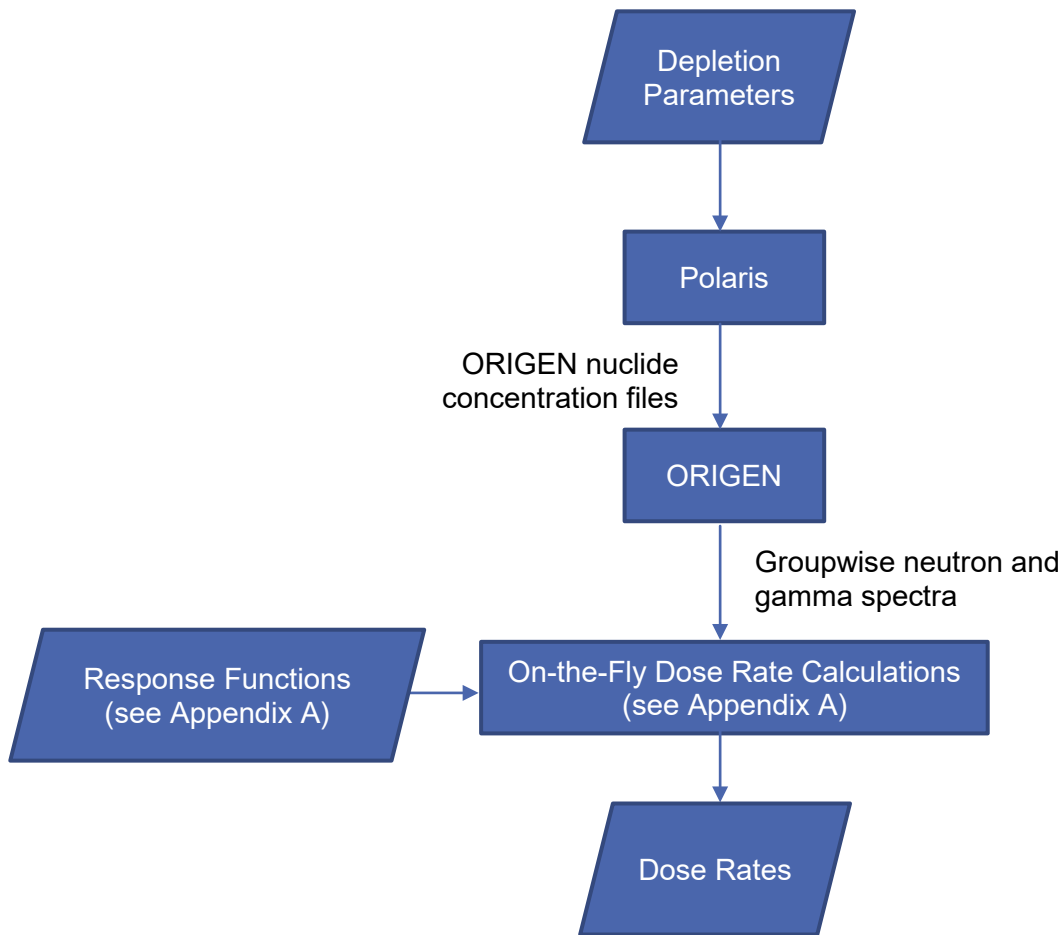 Depletion
Parameters
Polaris
ORIGEN nuclide
concentration files
ORIGEN
Groupwise neutron and
gamma spectra
Response Functions
(see Appendix A)
On-the-Fly Dose Rate Calculations
(see Appendix A)
Dose Rates